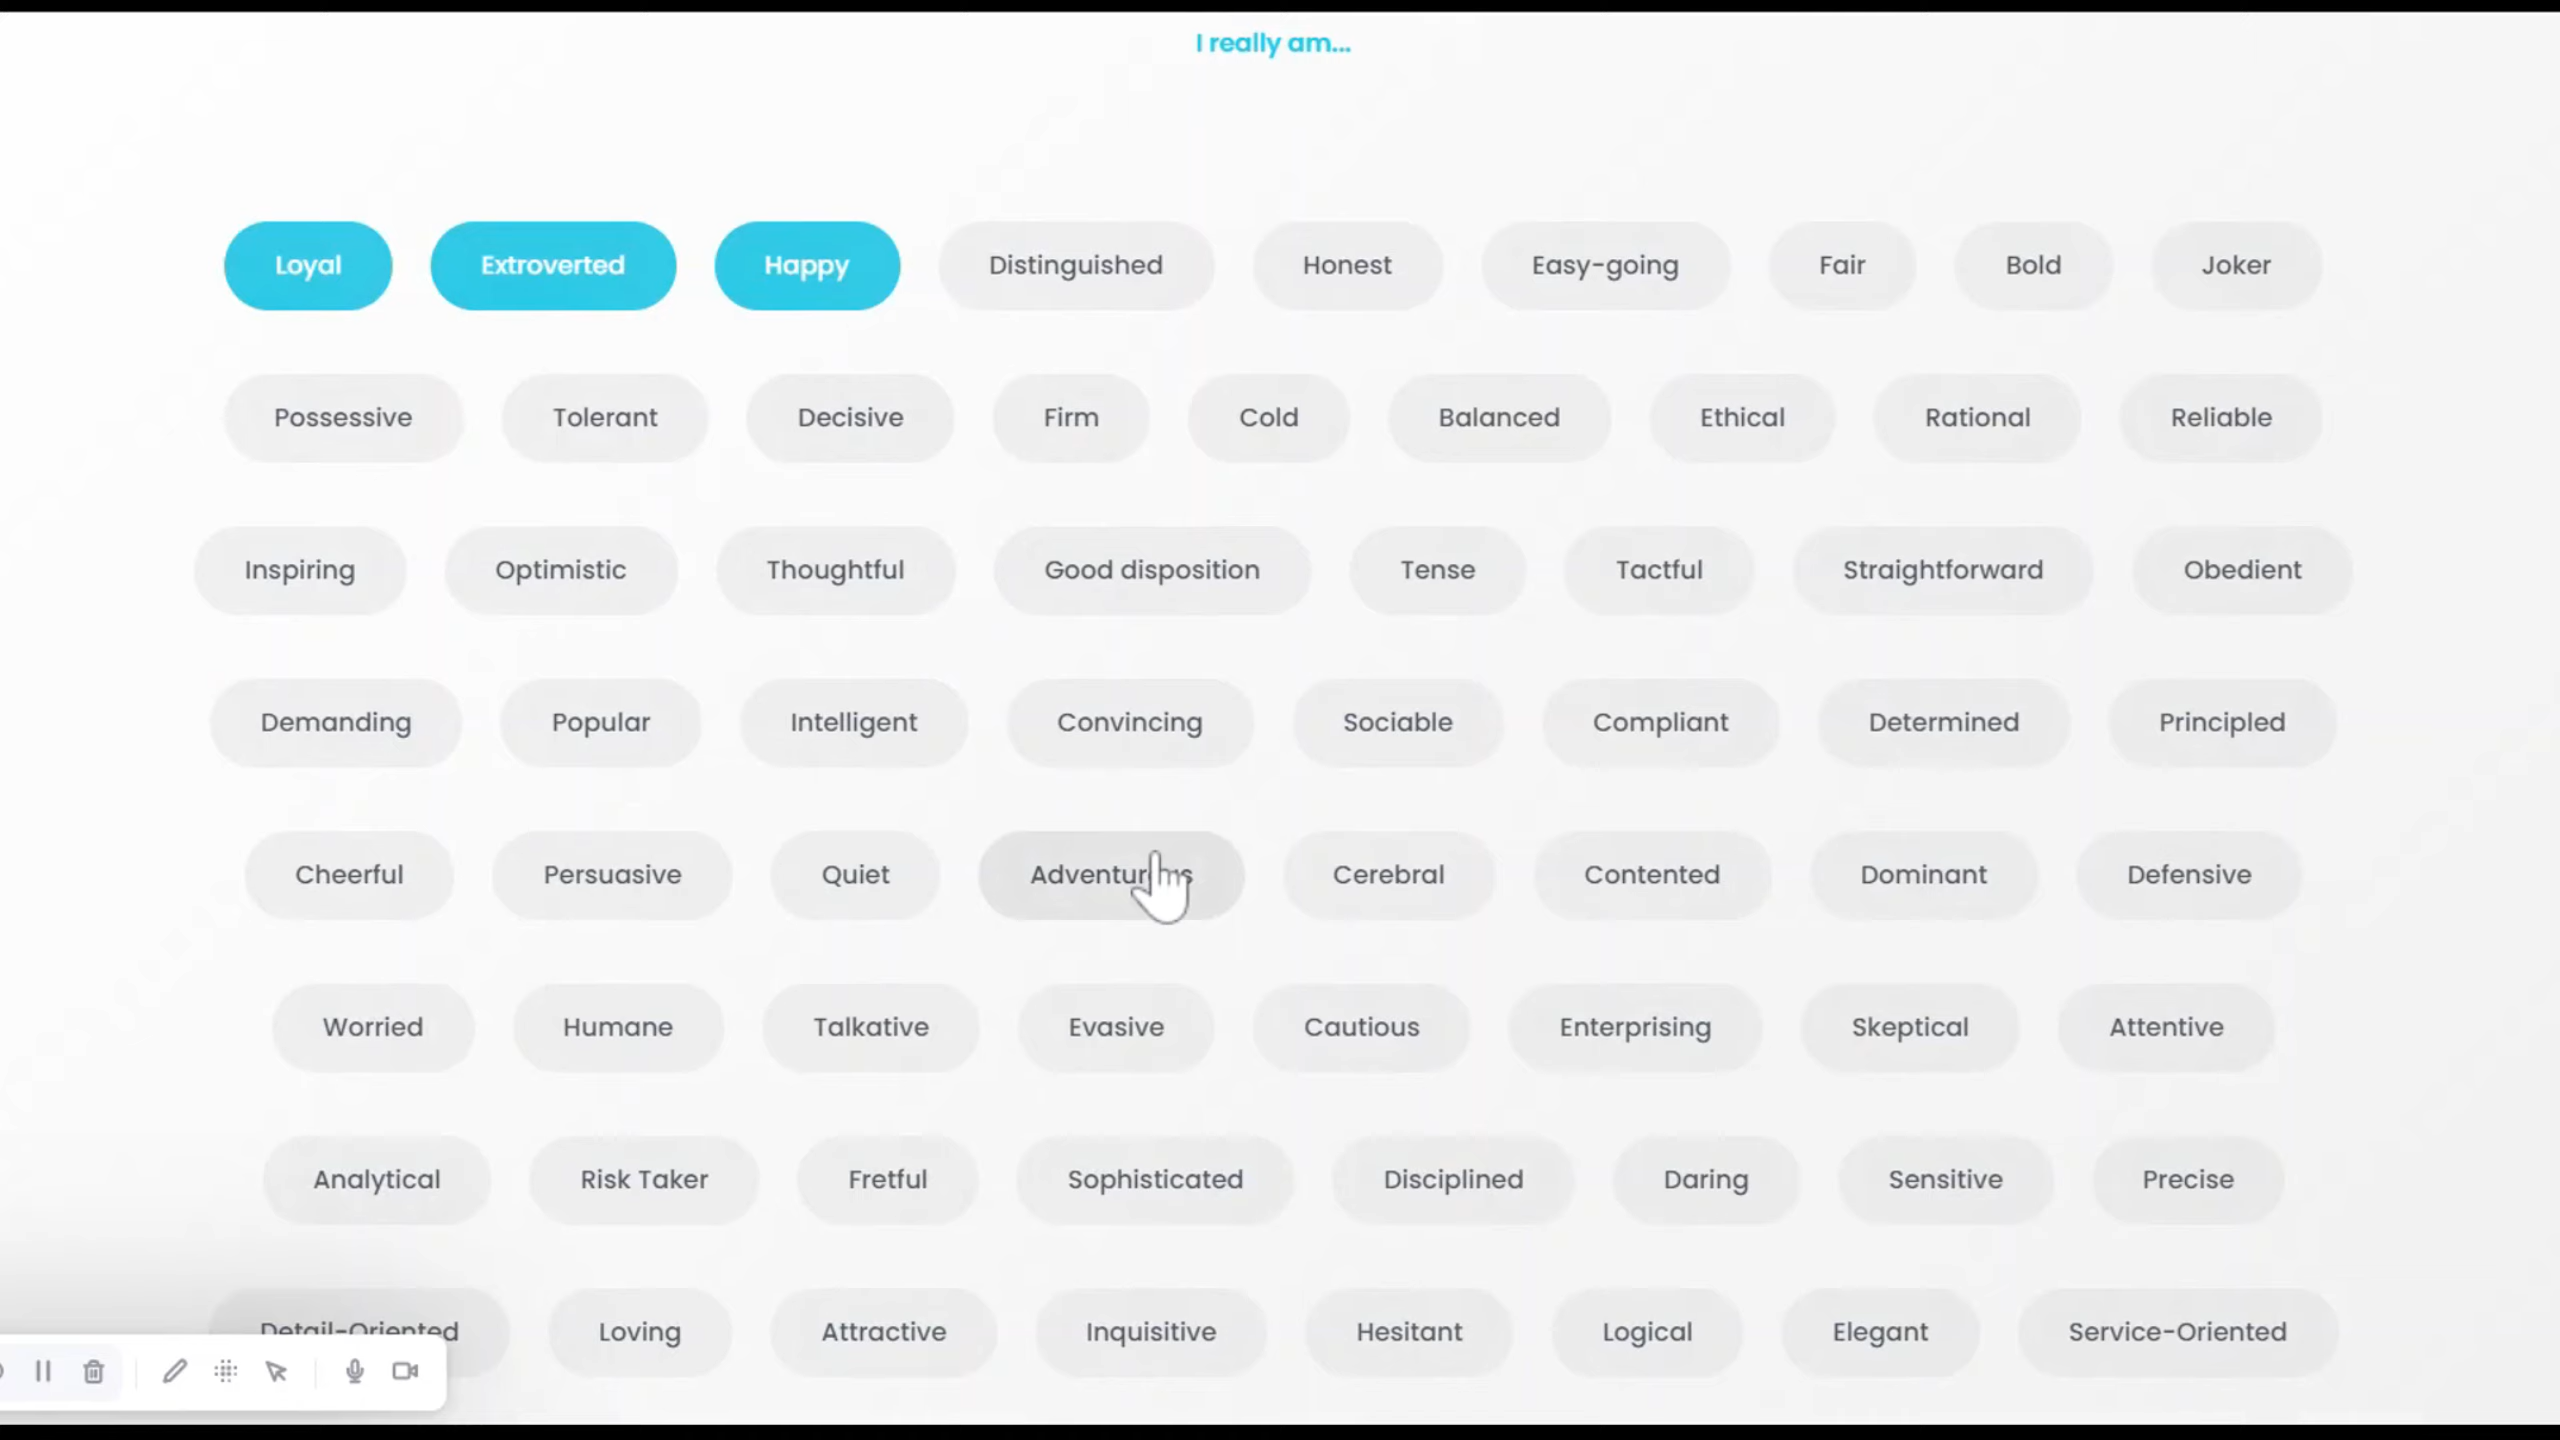 I really am...
Loyal Extroverted Happy Distinguished Honest Easy-going Fair Bold Joker
Possessive Tolerant Decisive Firm Cold Balanced Ethical Rational Reliable
Inspiring Optimistic Thoughtful Good disposition Tense Tactful Straightforward Obedient
Demanding Popular Intelligent Convincing Sociable Compliant Determined Principled
Cheerful Persuasive Quiet Cerebral Contented Dominant Defensive
Worried Humane Talkative Evasive Cautious Enterprising Skeptical Attentive
Analytical Risk Taker Fretful Sophisticated Disciplined Daring Sensitive Precise
Detail-Oriented Loving Attractive Inquisitive Hesitant Logical Elegant Service-Oriented